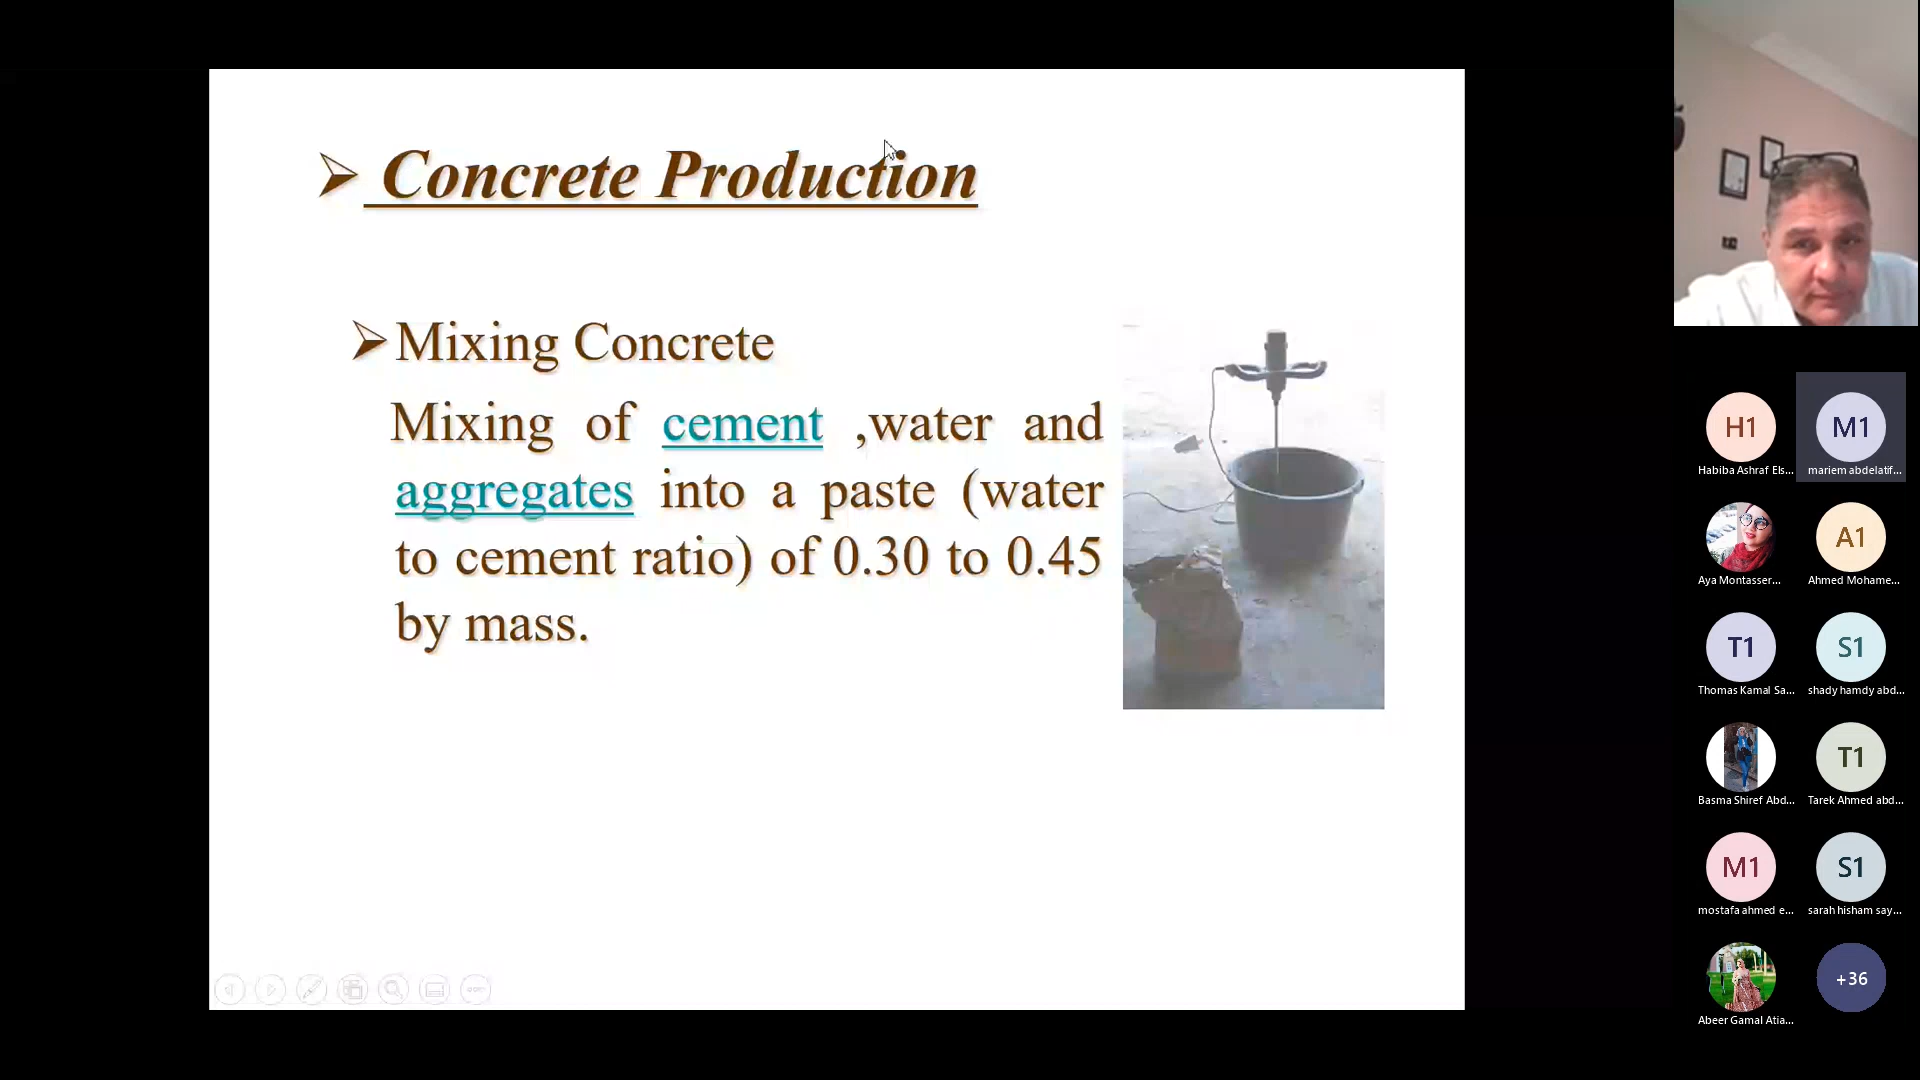 Concrete Production
Mixing Concrete
Mixing of cement ,water and
aggregates into a paste (water
to cement ratio) of 0.30 to 0.45
by mass.
H1
M1
Habiba Ashraf Els...
mariem abdelatif...
A1
Aya Montasser...
Ahmed Mohame...
T1
S1
Thomas Kamal Sa...
shady hamdy abd...
T1
Basma Shiref Abd...
Tarek Ahmed abd...
M1
S1
mostafa ahmed e...
sarah hisham say...
+36
Abeer Gamal Atia...